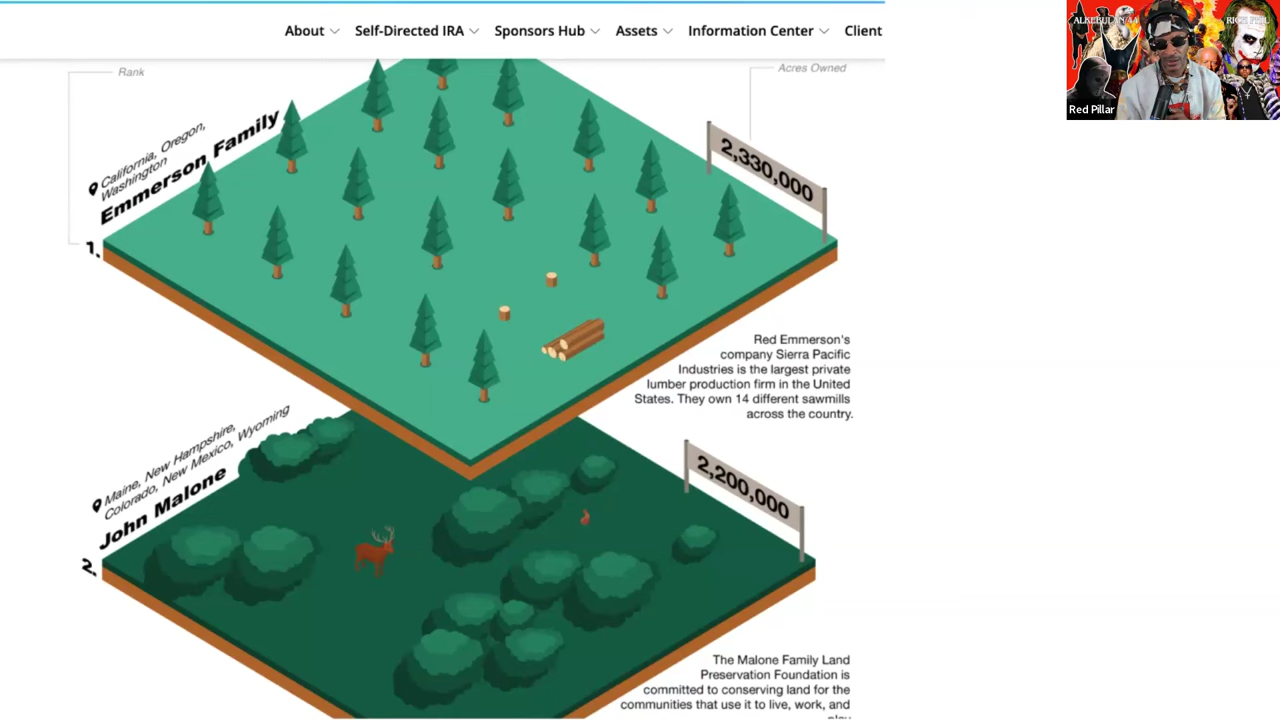 About
Self-Directed IRA
Sponsors Hub
Assets
Information Center
Client
ALKEBULAN44
Red Pillar
Rank
Acres Owned
California, Oregon,
Washington
Emmerson Family
2,330,000
1.
Red Emmerson's
company Sierra Pacific
Industries is the largest private
lumber production firm in the United
States. They own 14 different sawmills
across the country.
Maine, New Hampshire,
Colorado, New Mexico, Wyoming
John Malone
2,200,000
2.
The Malone Family Land
Preservation Foundation is
committed to conserving land for the
communities that use it to live, work, and
play